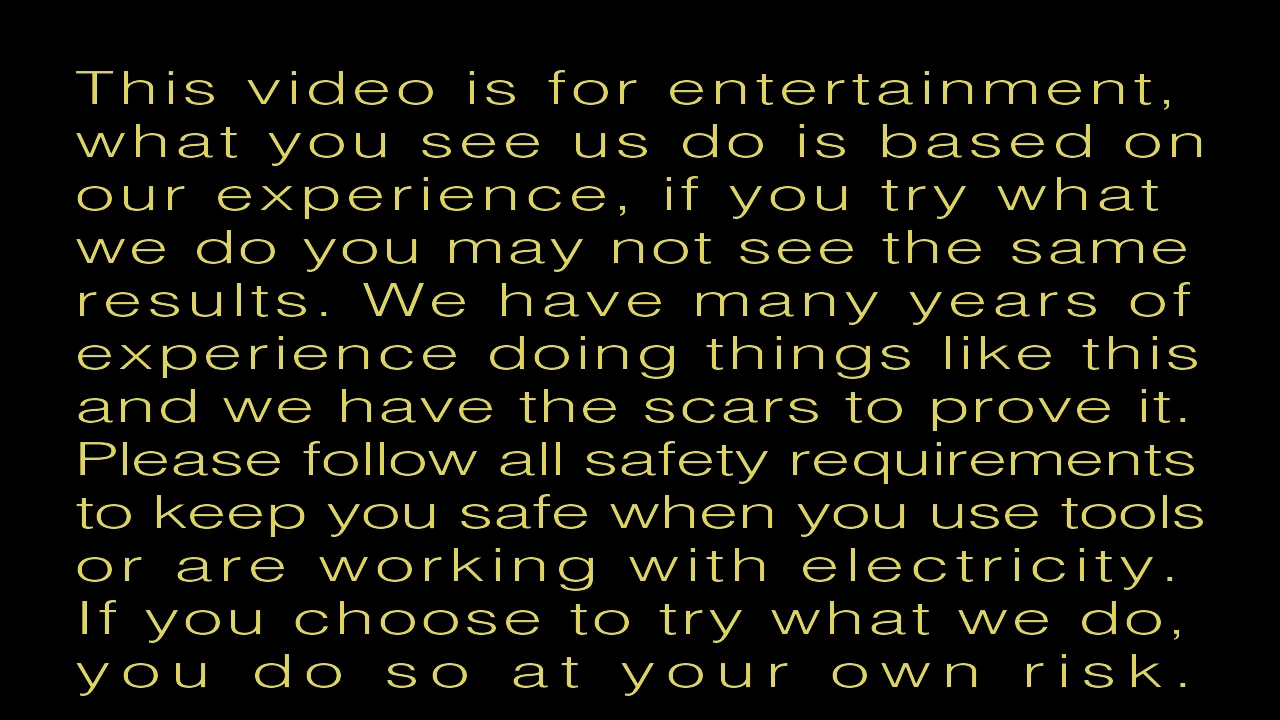 This video is for entertainment,
what you see us do is based on
our experience, if you try what
we do you may not see the same
results. We have many years of
experience doing things like this
and we have the scars to prove it.
Please follow all safety requirements
to keep you safe when you use tools
or are working with electricity.
If you choose to try what we do,
you do so at your own risk.